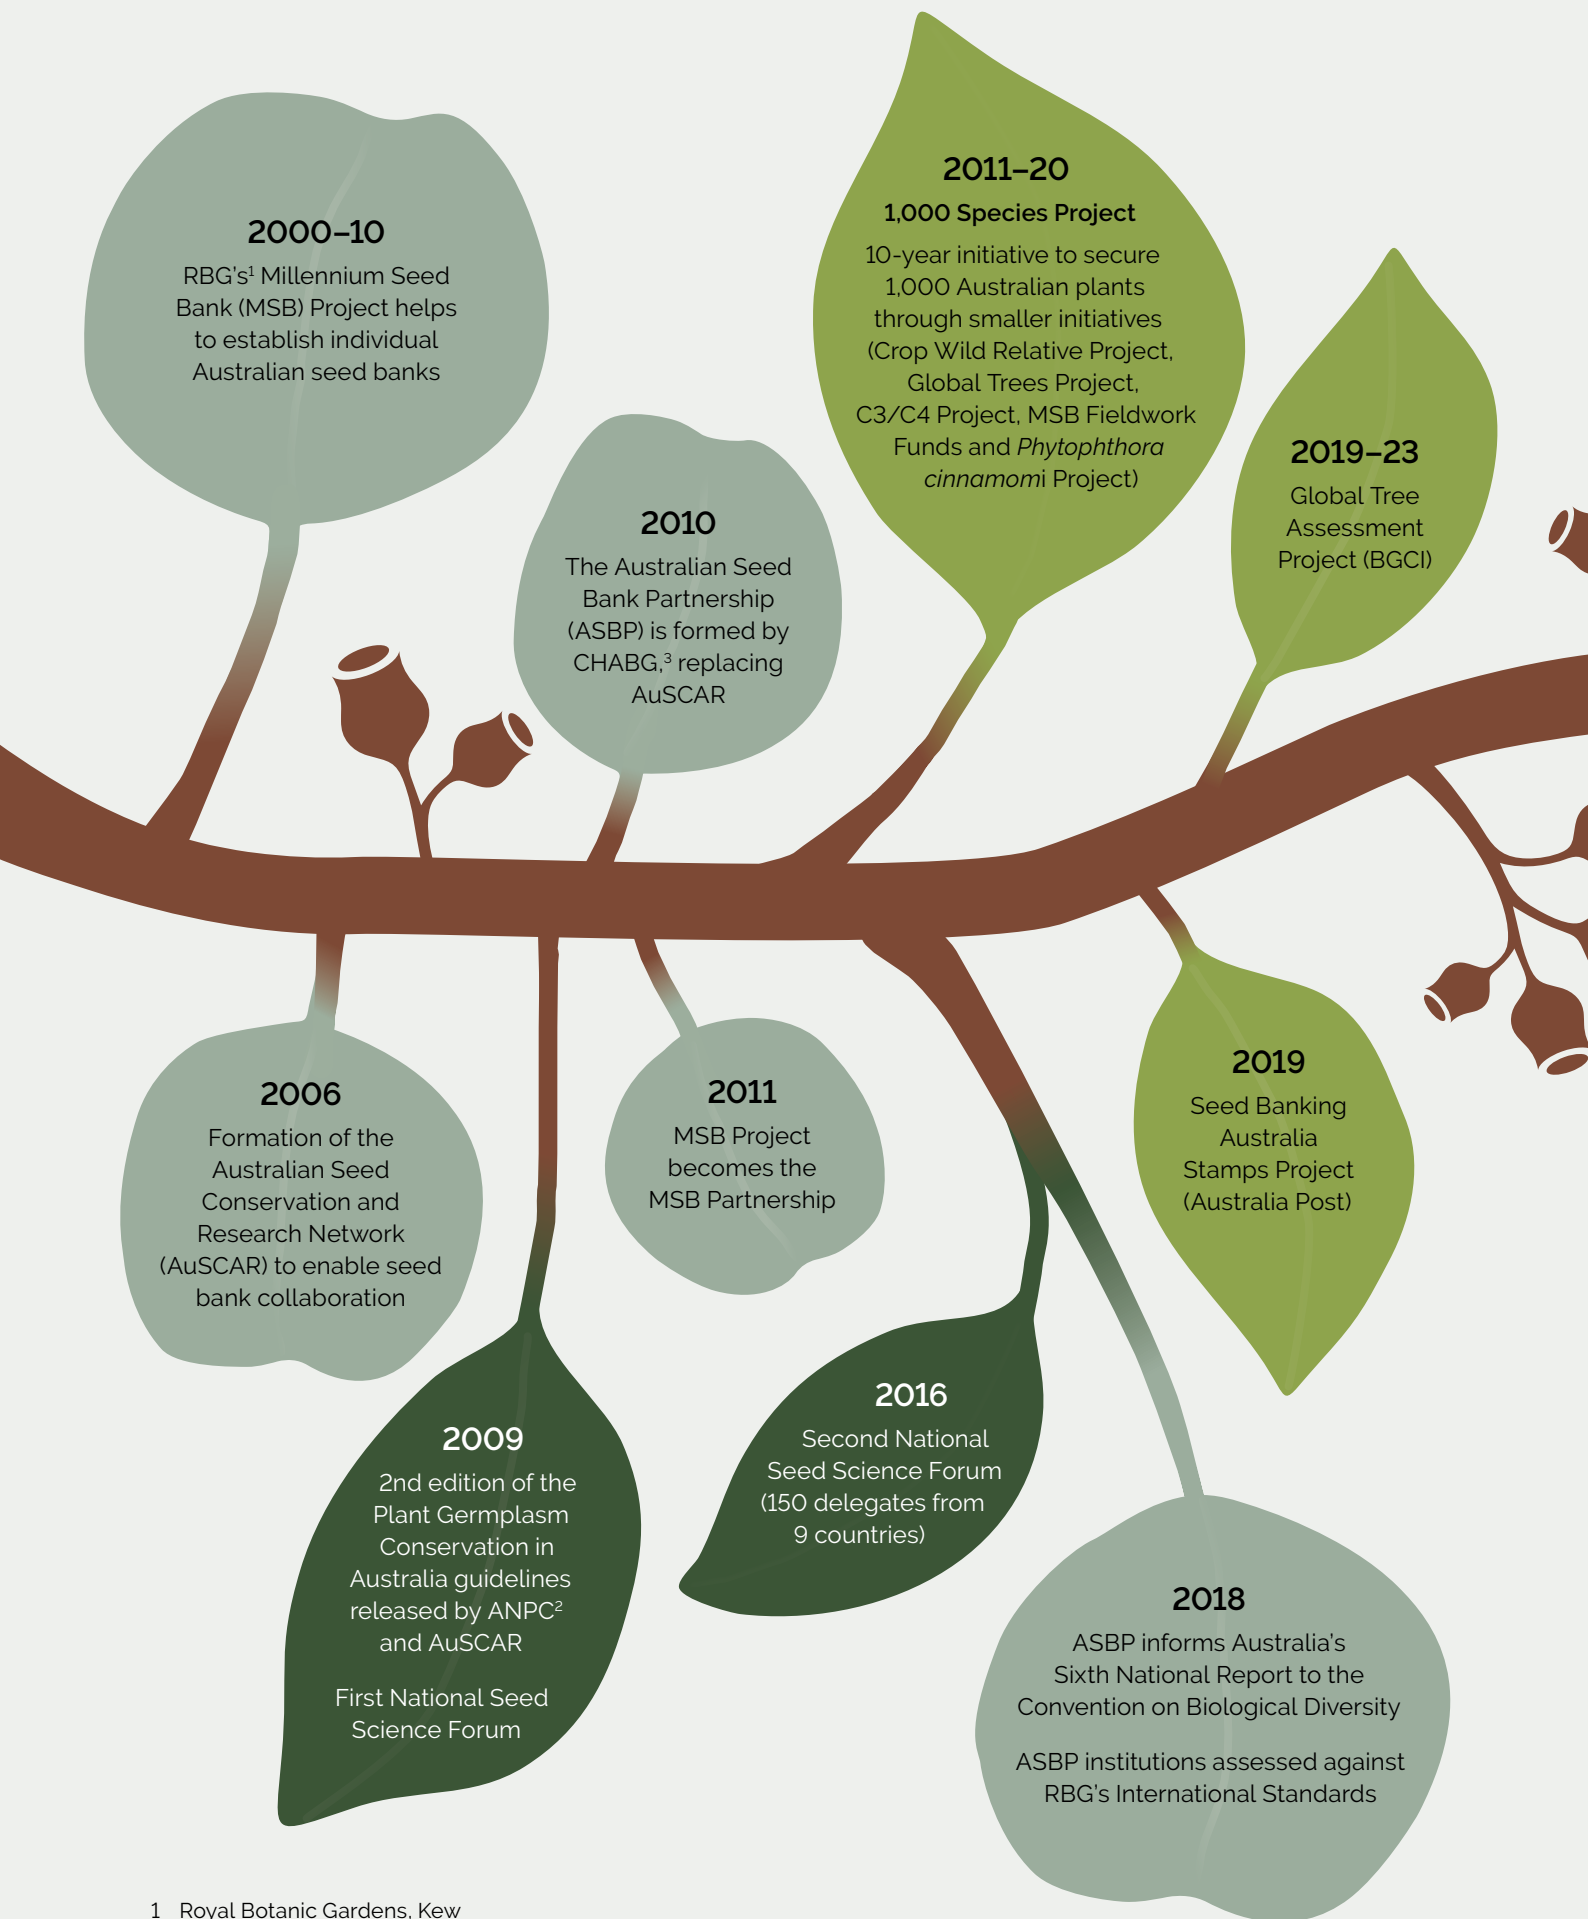 2000–10
RBG's¹ Millennium Seed
Bank (MSB) Project helps
to establish individual
Australian seed banks
2010
The Australian Seed
Bank Partnership
(ASBP) is formed by
CHABG,³ replacing
AuSCAR
2011–20
1,000 Species Project
10-year initiative to secure
1,000 Australian plants
through smaller initiatives
(Crop Wild Relative Project,
Global Trees Project,
C3/C4 Project, MSB Fieldwork
Funds and Phytophthora
cinnamomi Project)
2019–23
Global Tree
Assessment
Project (BGCI)
2006
Formation of the
Australian Seed
Conservation and
Research Network
(AuSCAR) to enable seed
bank collaboration
2009
2nd edition of the
Plant Germplasm
Conservation in
Australia guidelines
released by ANPC²
and AuSCAR
First National Seed
Science Forum
2011
MSB Project
becomes the
MSB Partnership
2016
Second National
Seed Science Forum
(150 delegates from
9 countries)
2019
Seed Banking
Australia
Stamps Project
(Australia Post)
2018
ASBP informs Australia's
Sixth National Report to the
Convention on Biological Diversity
ASBP institutions assessed against
RBG's International Standards
1 Royal Botanic Gardens, Kew